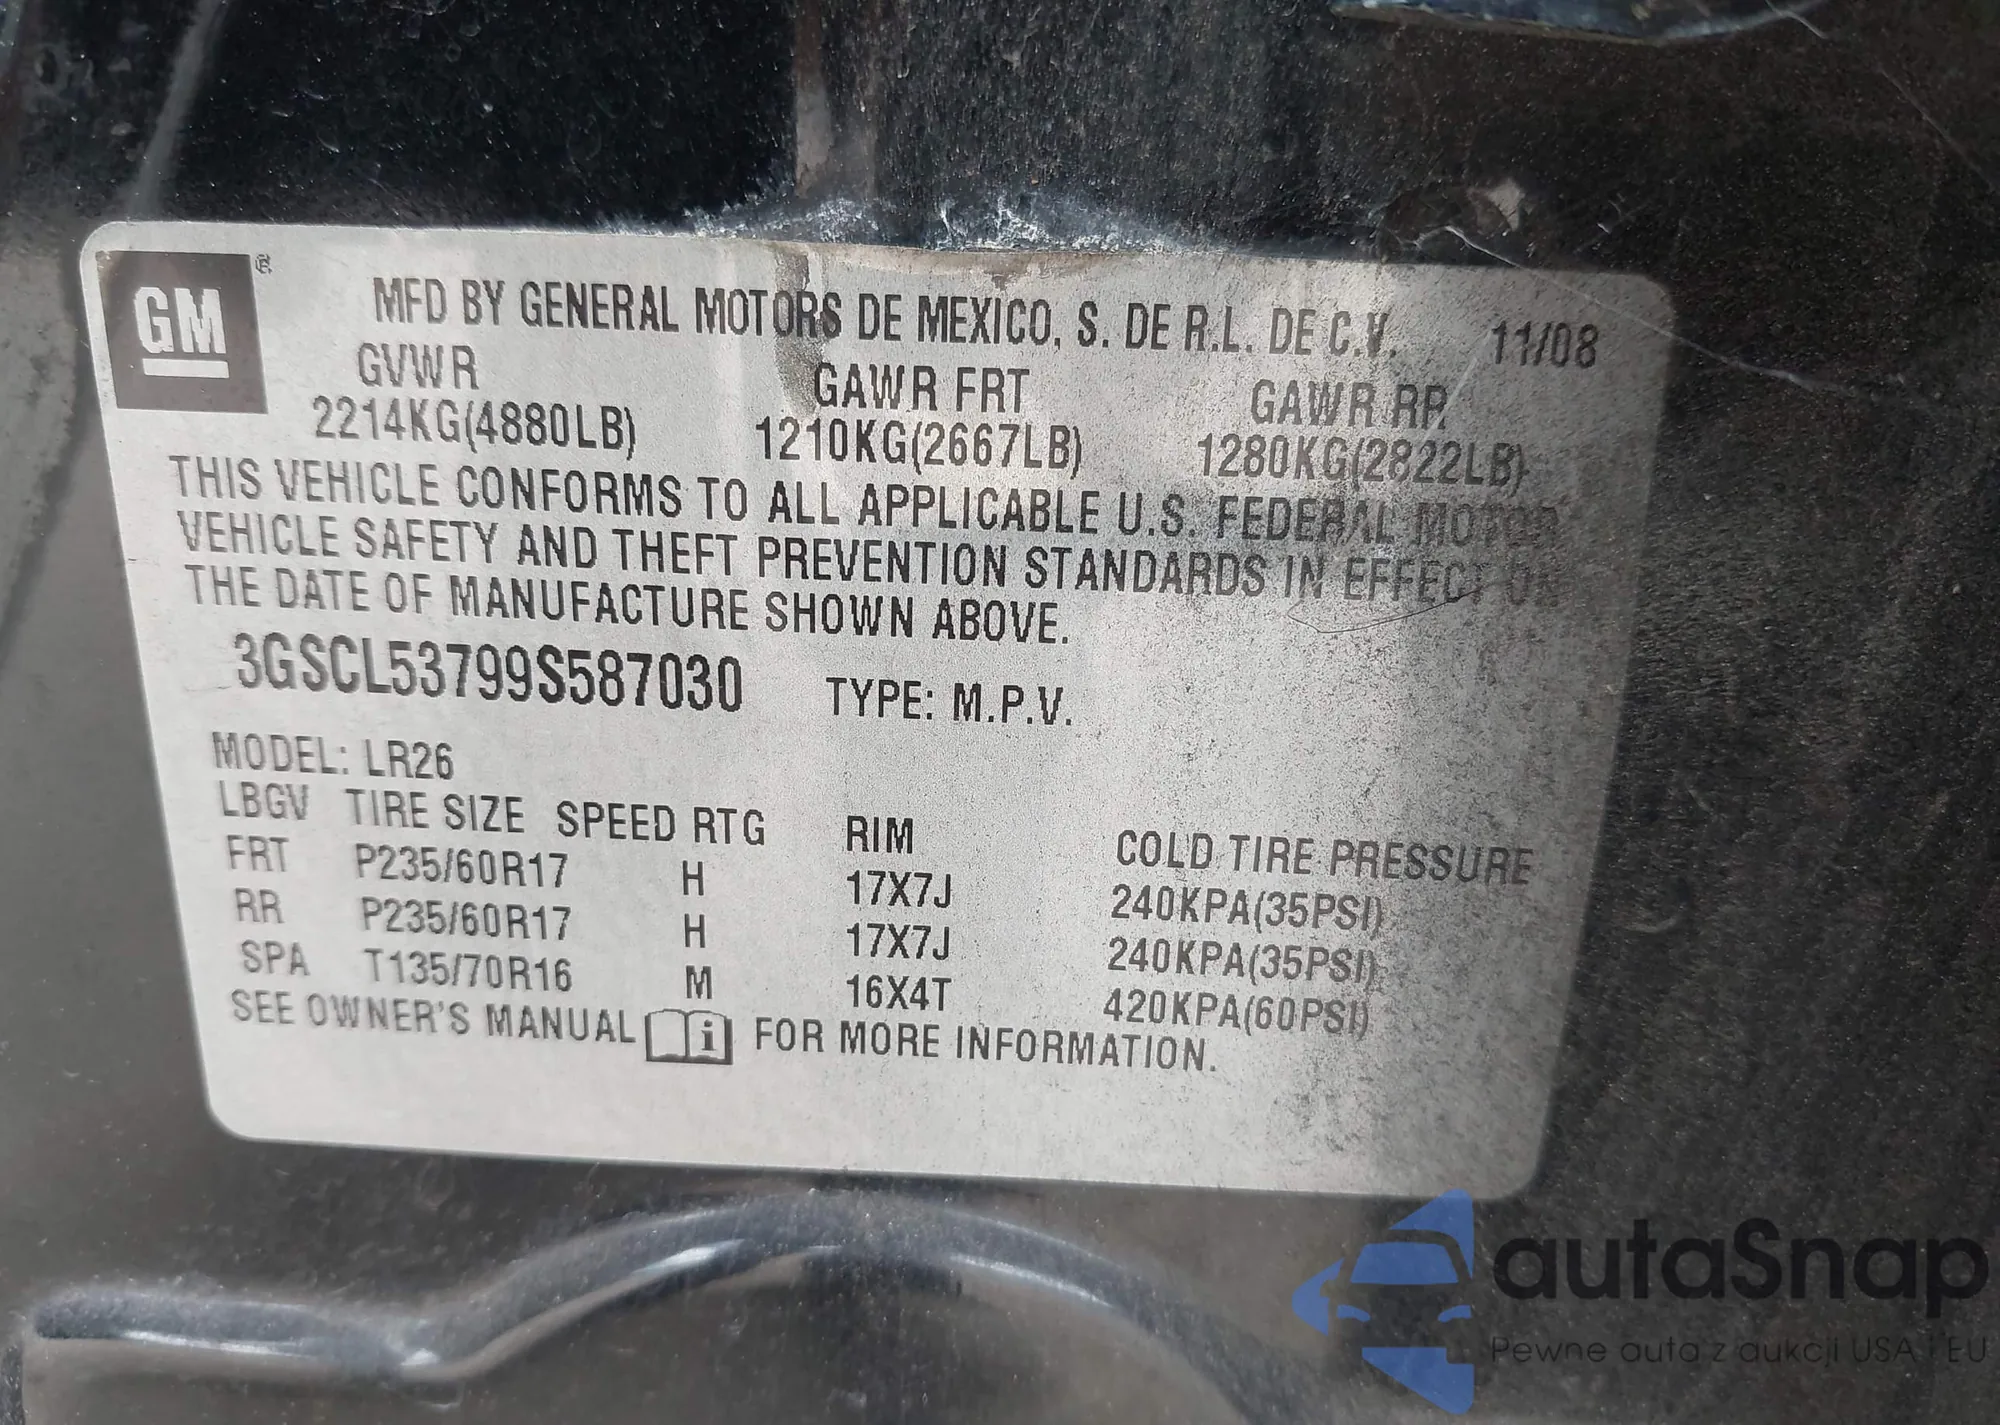 GM ®
MFD BY GENERAL MOTORS DE MEXICO, S. DE R.L. DE C.V. 11/08
GVWR GAWR FRT GAWR RR
2214KG(4880LB) 1210KG(2667LB) 1280KG(2822LB)
THIS VEHICLE CONFORMS TO ALL APPLICABLE U.S. FEDERAL MOTOR
VEHICLE SAFETY AND THEFT PREVENTION STANDARDS IN EFFECT ON
THE DATE OF MANUFACTURE SHOWN ABOVE.
3GSCL53799S587030 TYPE: M.P.V.
MODEL: LR26
LBGV TIRE SIZE SPEED RTG RIM COLD TIRE PRESSURE
FRT P235/60R17 H 17X7J 240KPA(35PSI)
RR P235/60R17 H 17X7J 240KPA(35PSI)
SPA T135/70R16 M 16X4T 420KPA(60PSI)
SEE OWNER'S MANUAL i FOR MORE INFORMATION.
autaSnap
Pewne auta z aukcji USA i EU